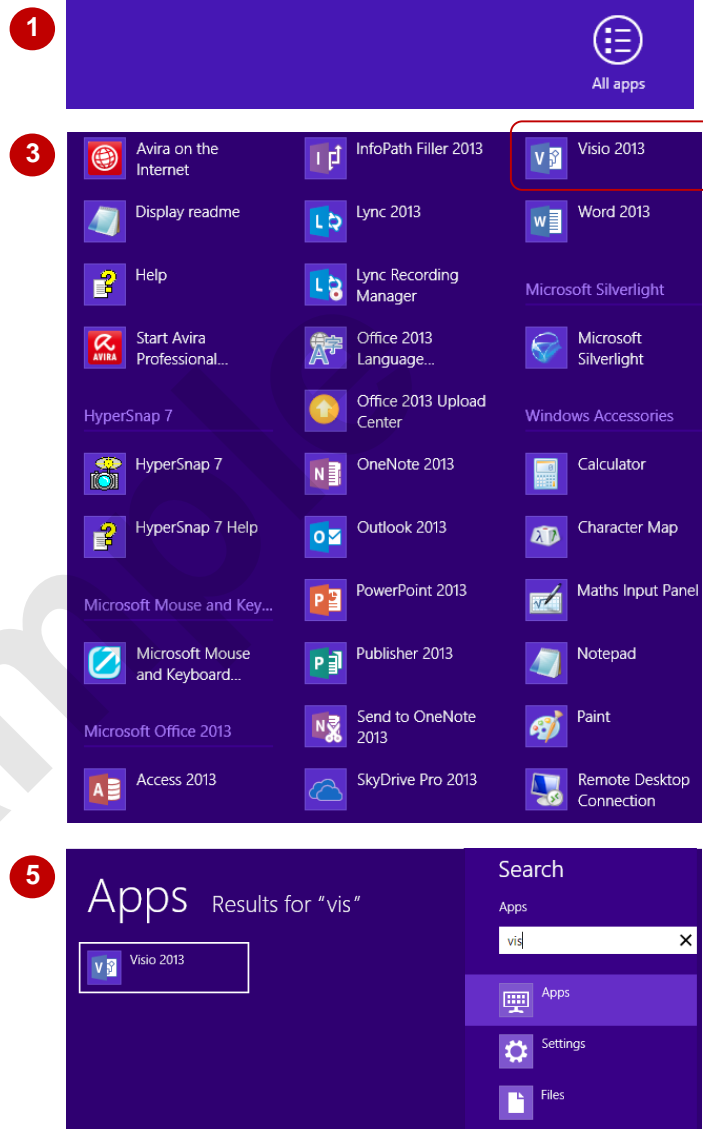 1
All apps
3
Avira on the
Internet
Display readme
Help
Start Avira
Professional...
HyperSnap 7
HyperSnap 7
HyperSnap 7 Help
Microsoft Mouse and Key...
Microsoft Mouse
and Keyboard...
Microsoft Office 2013
Access 2013
InfoPath Filler 2013
Lync 2013
Lync Recording
Manager
Office 2013
Language...
Office 2013 Upload
Center
OneNote 2013
Outlook 2013
PowerPoint 2013
Publisher 2013
Send to OneNote
2013
SkyDrive Pro 2013
Visio 2013
Word 2013
Microsoft Silverlight
Microsoft
Silverlight
Windows Accessories
Calculator
Character Map
Maths Input Panel
Notepad
Paint
Remote Desktop
Connection
5
Apps Results for "vis"
Visio 2013
Search
Apps
vis
Apps
Settings
Files